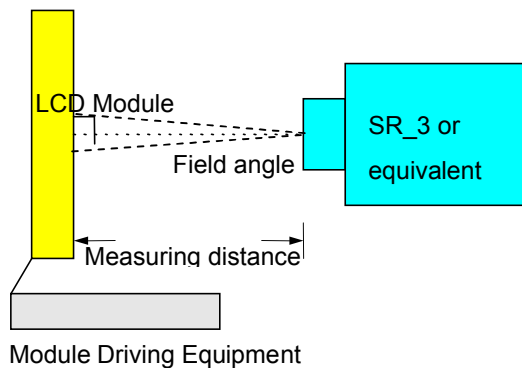 LCD Module
SR_3 or
equivalent
Field angle
Measuring distance
Module Driving Equipment